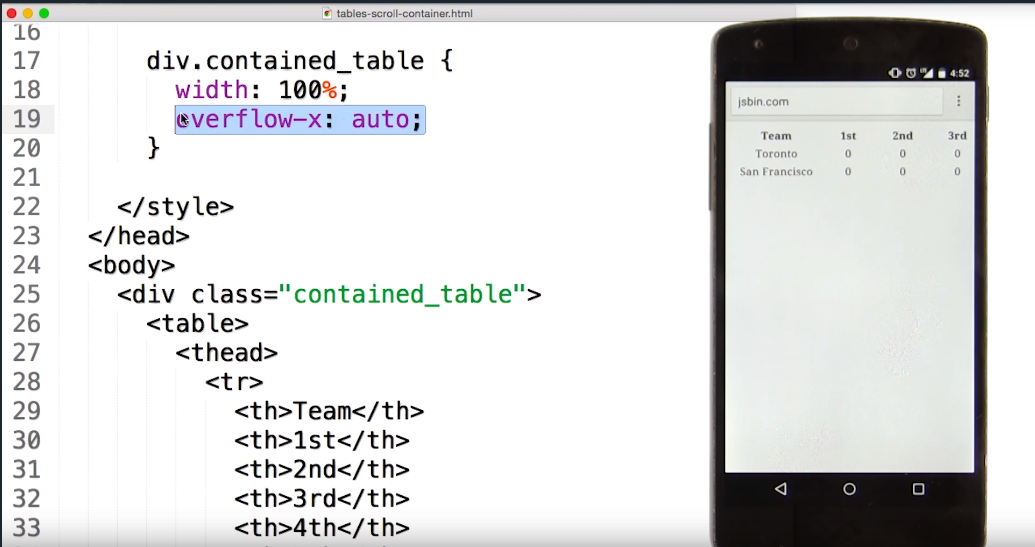 tables-scroll-container.html
16
17 div.contained_table {
18 width: 100%;
19 overflow-x: auto;
20 }
21
22 </style>
23 </head>
24 <body>
25 <div class="contained_table">
26 <table>
27 <thead>
28 <tr>
29 <th>Team</th>
30 <th>1st</th>
31 <th>2nd</th>
32 <th>3rd</th>
33 <th>4th</th>
4:52
jsbin.com
Team 1st 2nd 3rd
Toronto 0 0 0
San Francisco 0 0 0